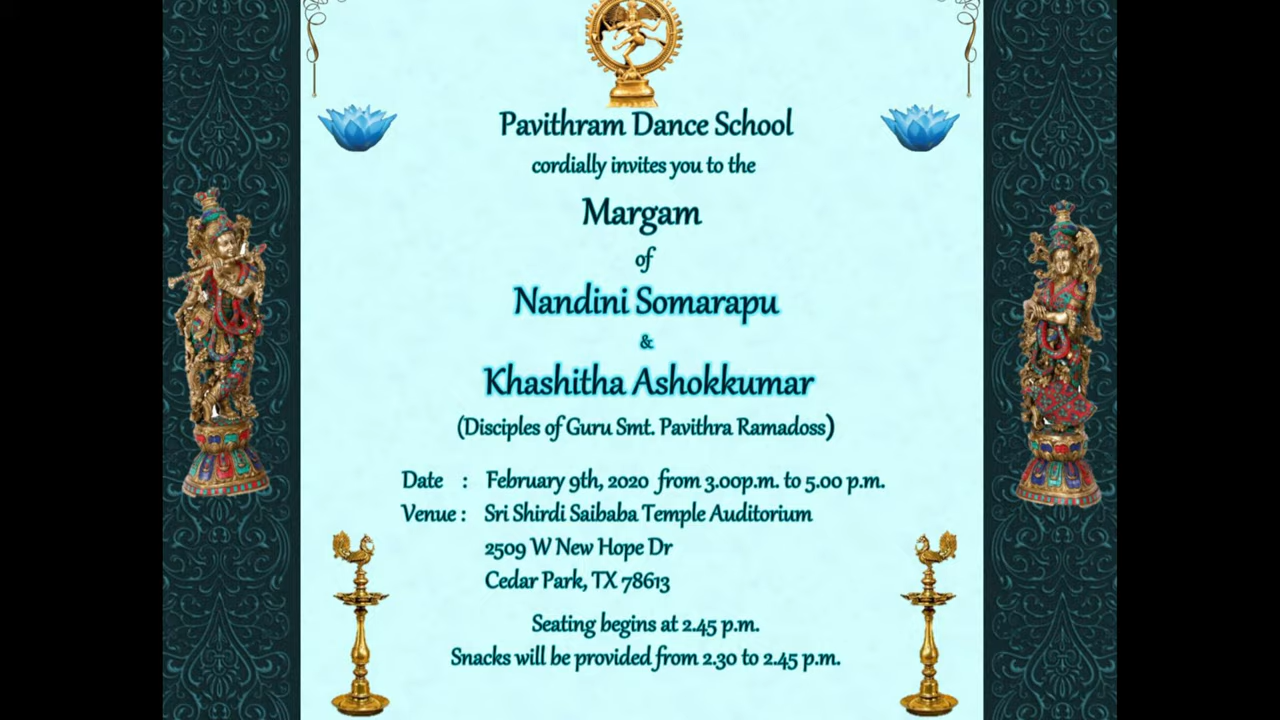 Pavithram Dance School
cordially invites you to the
Margam
of
Nandini Somarapu
&
Khashitha Ashokkumar
(Disciples of Guru Smt. Pavithra Ramadoss)
Date : February 9th, 2020 from 3.00p.m. to 5.00 p.m.
Venue : Sri Shirdi Saibaba Temple Auditorium
2509 W New Hope Dr
Cedar Park, TX 78613
Seating begins at 2.45 p.m.
Snacks will be provided from 2.30 to 2.45 p.m.